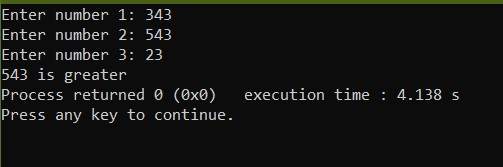 Enter number 1: 343
Enter number 2: 543
Enter number 3: 23
543 is greater
Process returned 0 (0x0)   execution time : 4.138 s
Press any key to continue.